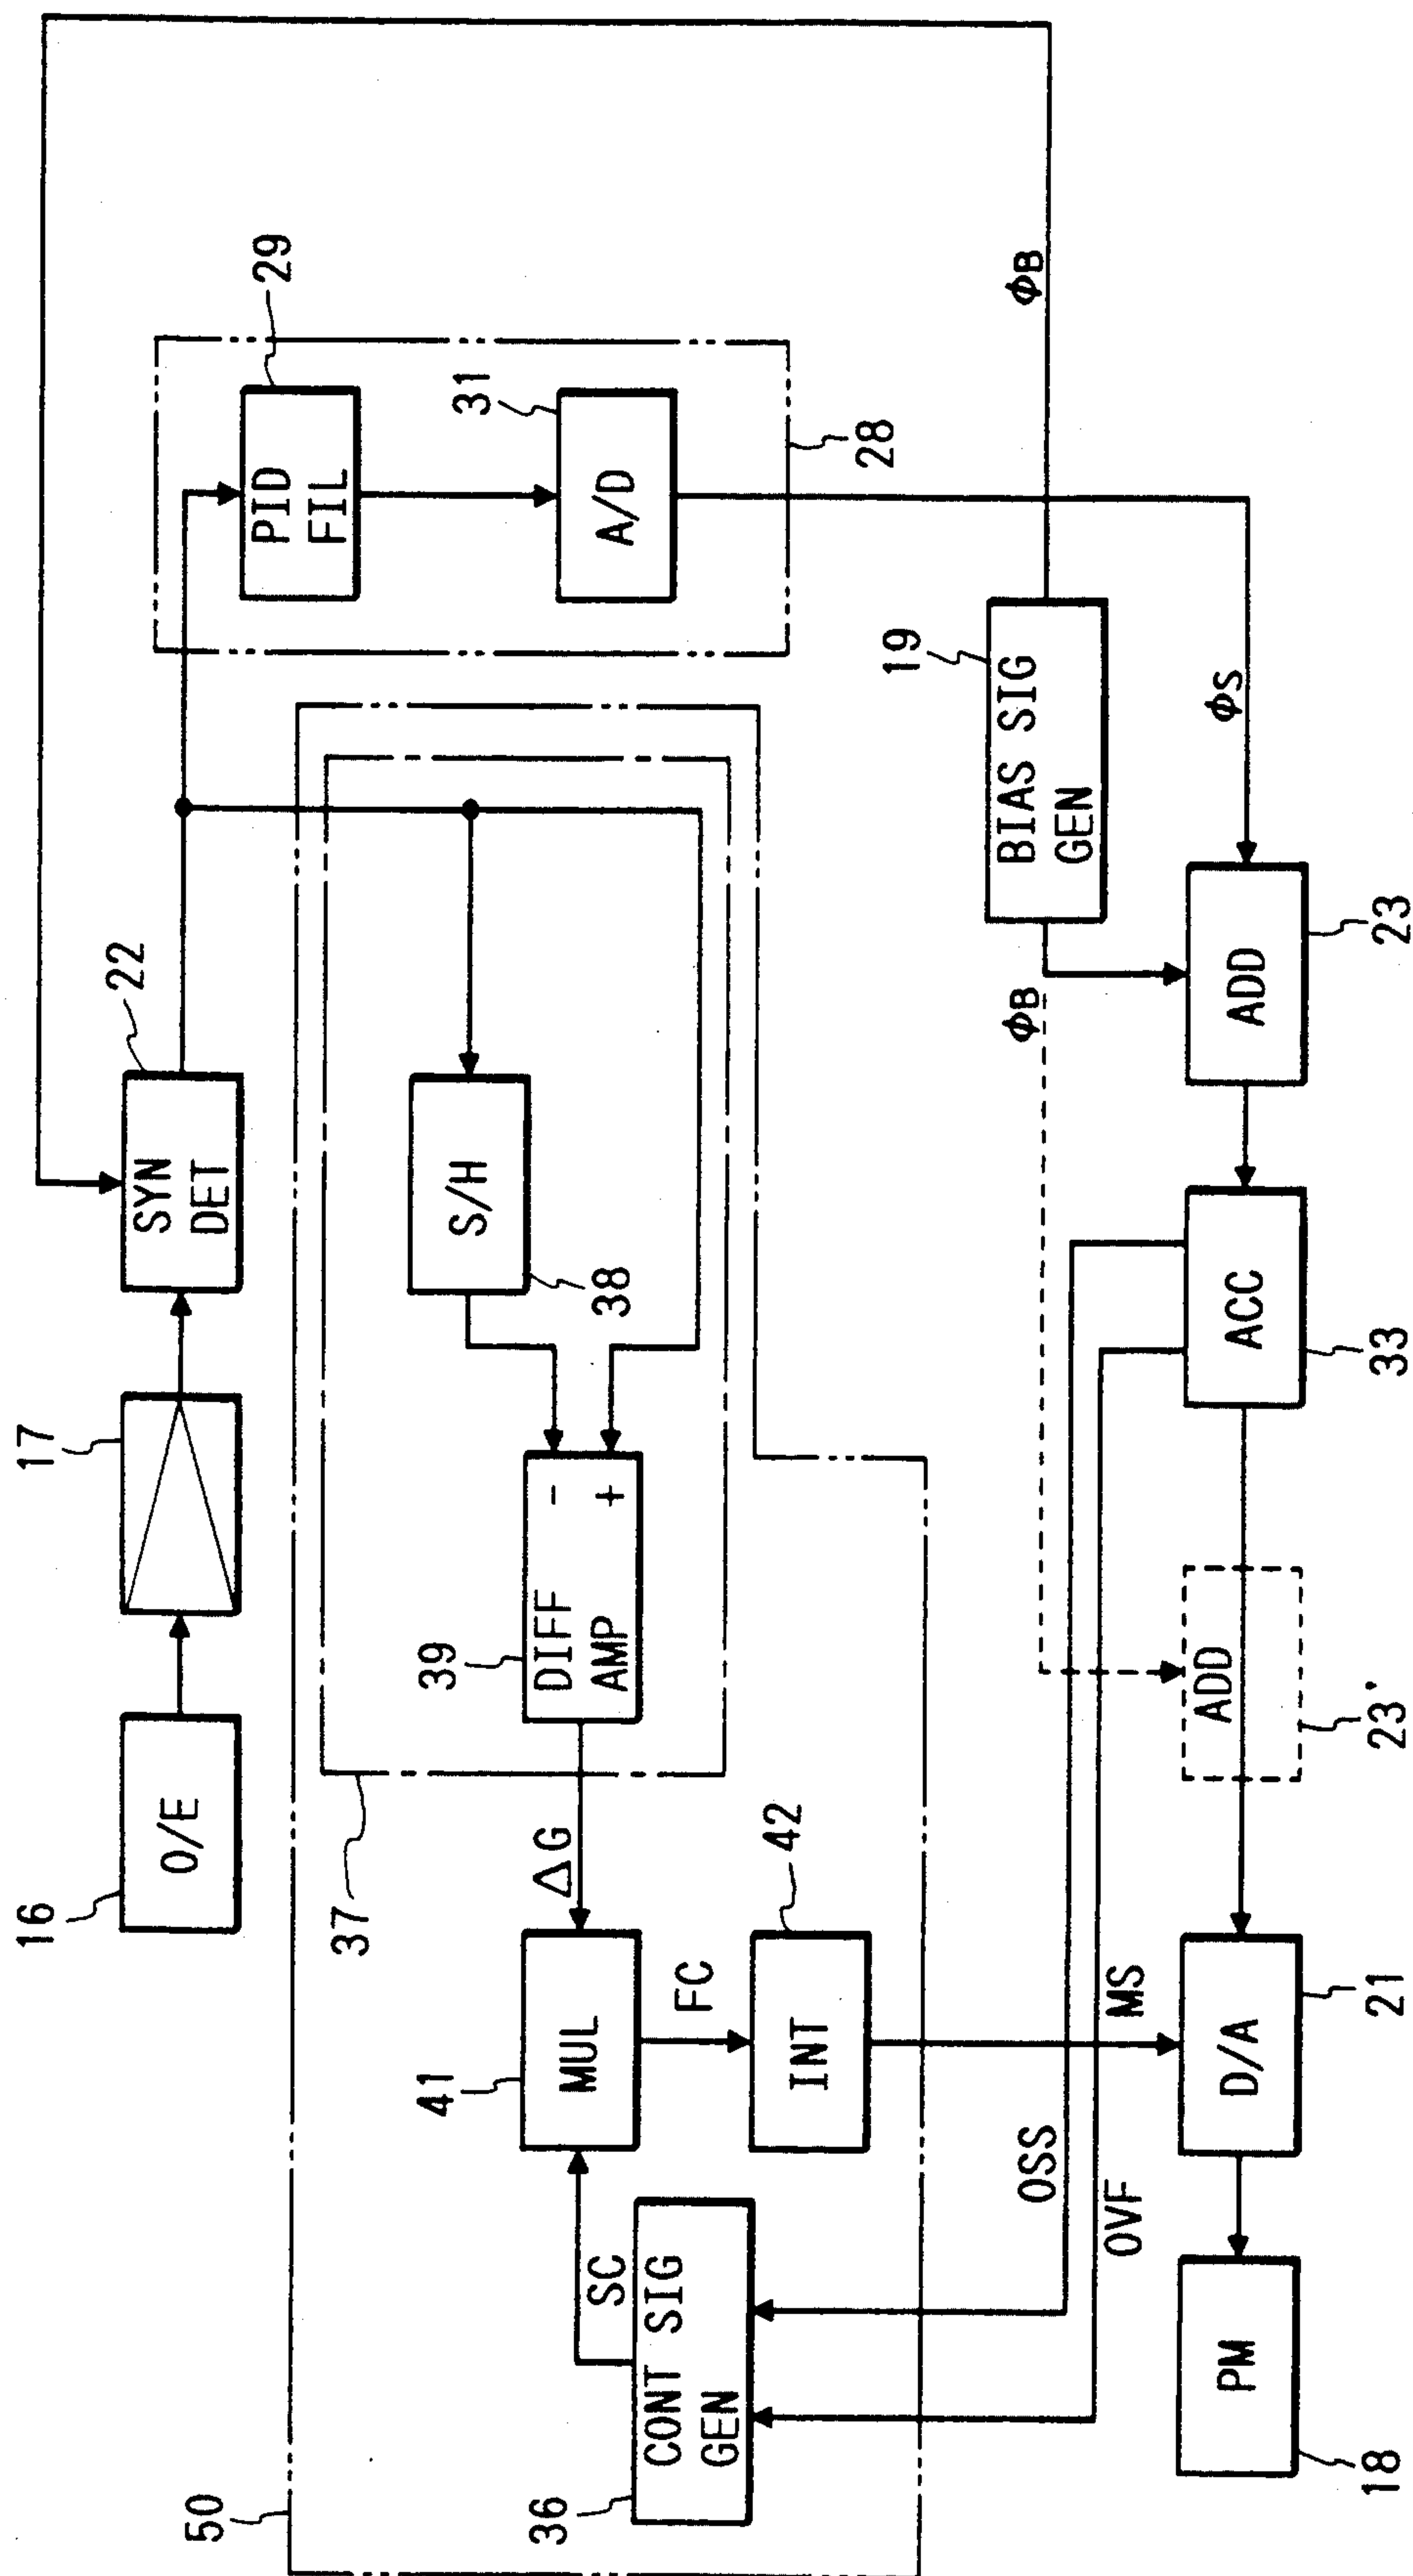 16
O/E
17
22
SYN
DET
29
PID
FIL
31
A/D
28
50
37
39
DIFF
AMP
-
+
38
S/H
ΔG
41
MUL
FC
42
INT
SC
36
CONT SIG
GEN
OSS
OVF
MS
19
BIAS SIG
GEN
ΦB
ΦB
ΦS
18
PM
21
D/A
23'
ADD
33
ACC
23
ADD